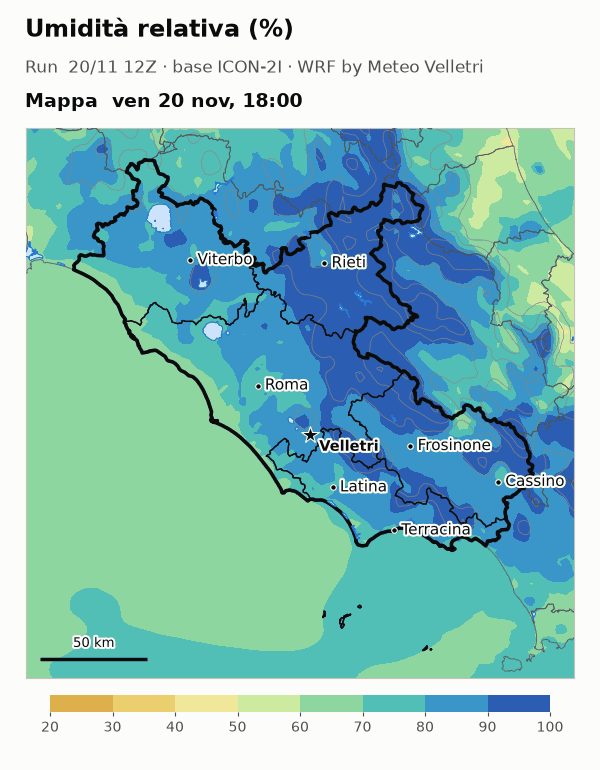 Umidità relativa (%)
Run  20/11 12Z · base ICON-2I · WRF by Meteo Velletri
Mappa  ven 20 nov, 18:00
Viterbo
Rieti
Roma
Velletri
Frosinone
Cassino
Latina
Terracina
50 km
20 30 40 50 60 70 80 90 100